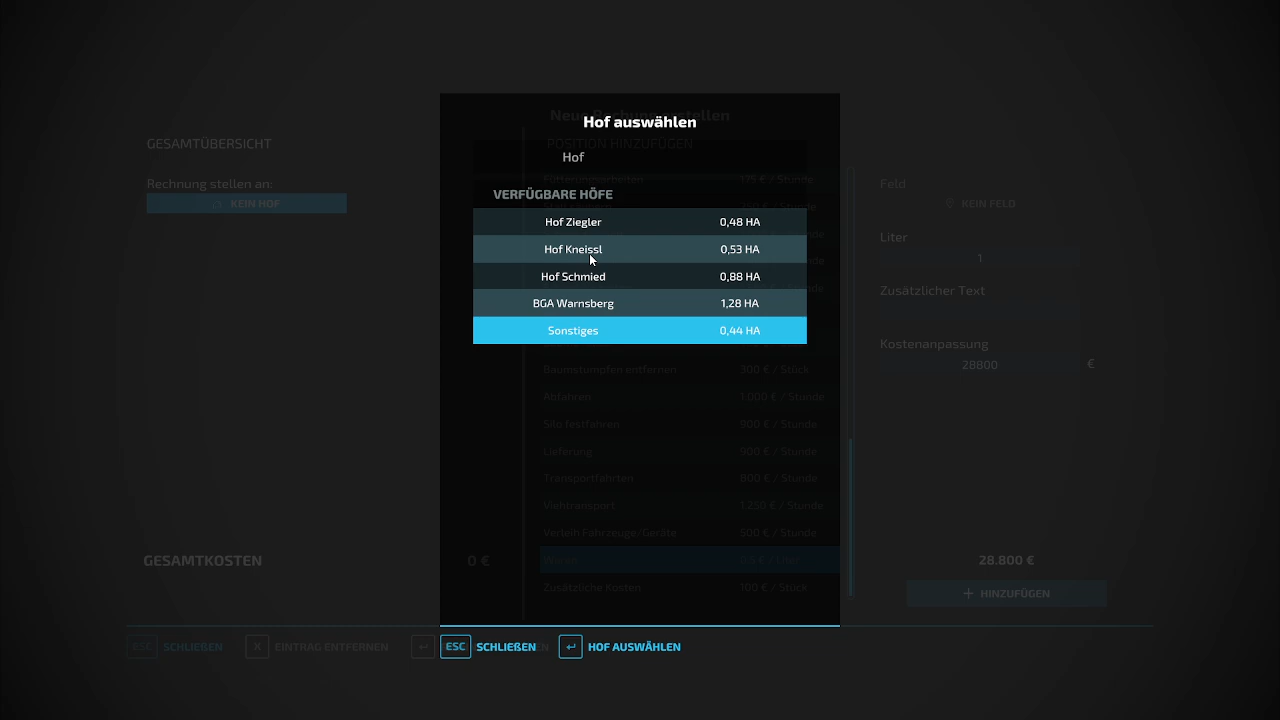 Hof auswählen
GESAMTÜBERSICHT
POSITION HINZUFÜGEN
Hof
Rechnung stellen an:
KEIN HOF
Feld
KEIN FELD
VERFÜGBARE HÖFE
Hof Ziegler 0,48 HA
Hof Kneissl 0,53 HA
Hof Schmied 0,88 HA
BGA Warnsberg 1,28 HA
Sonstiges 0,44 HA
Liter
1
Zusätzlicher Text
Kostenanpassung
28800 €
Baumstumpfen entfernen 300 € / Stück
Abfahren 1.000 € / Stunde
Silo festfahren 900 € / Stunde
Lieferung 900 € / Stunde
Transportfahrten 800 € / Stunde
Viehtransport 1.250 € / Stunde
Verleih Fahrzeuge/Geräte 500 € / Stunde
Zusätzliche Kosten 100 € / Stück
GESAMTKOSTEN 0 €
28.800 €
+ HINZUFÜGEN
ESC SCHLIEẞEN X EINTRAG ENTFERNEN
ESC SCHLIEẞEN HOF AUSWÄHLEN